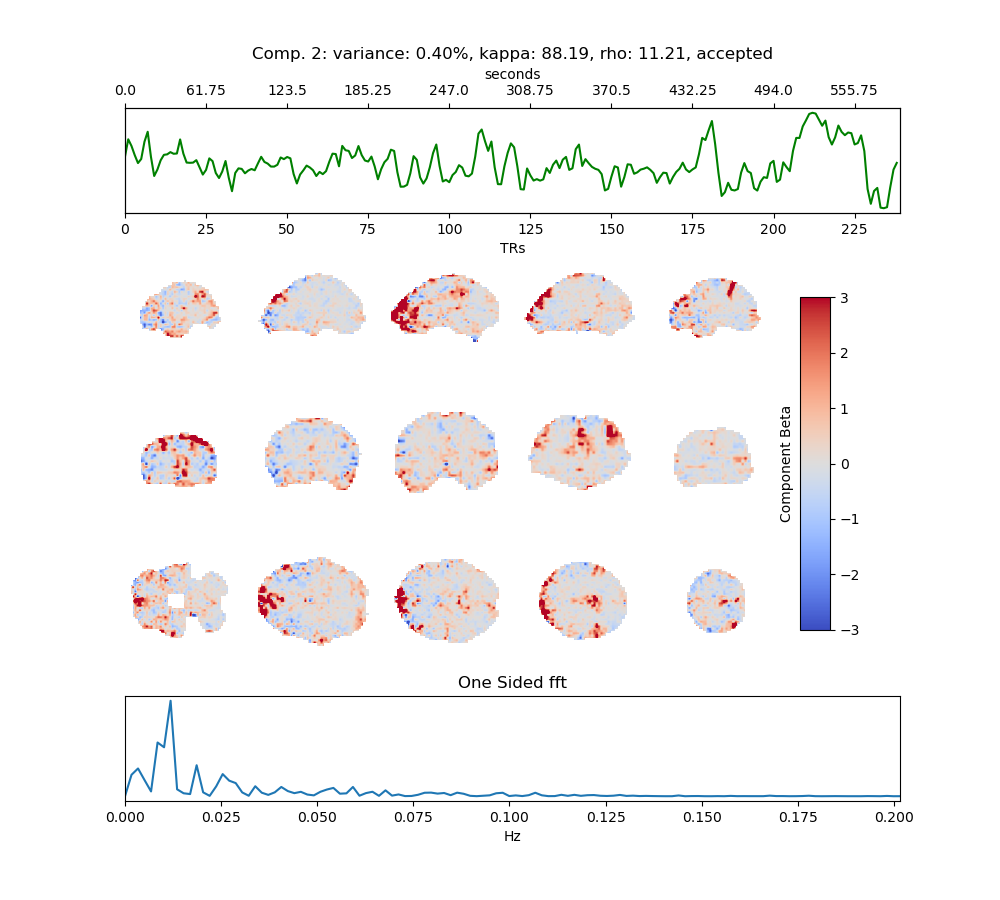 Comp. 2: variance: 0.40%, kappa: 88.19, rho: 11.21, accepted
seconds
0.0 61.75 123.5 185.25 247.0 308.75 370.5 432.25 494.0 555.75
0 25 50 75 100 125 150 175 200 225
TRs
3
2
1
0
−1
−2
−3
Component Beta
One Sided fft
0.000 0.025 0.050 0.075 0.100 0.125 0.150 0.175 0.200
Hz